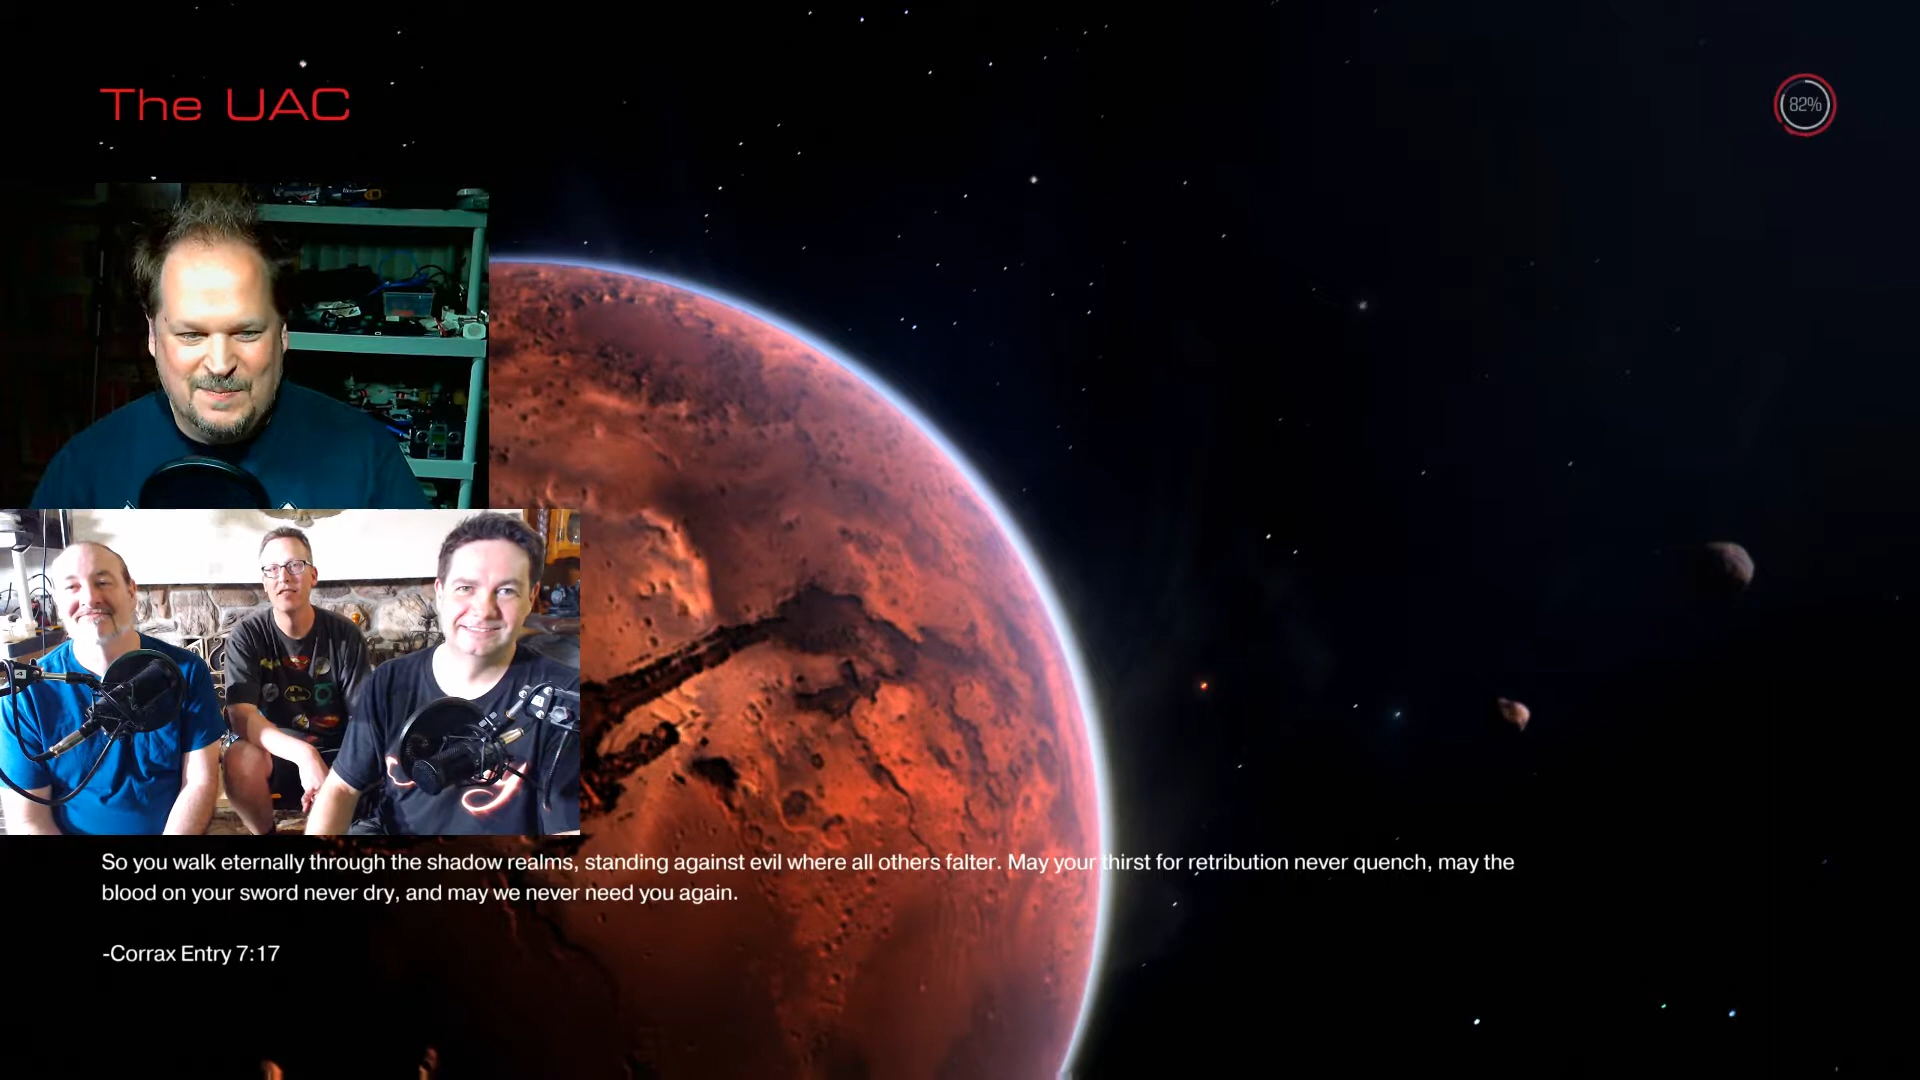 The UAC
82%
So you walk eternally through the shadow realms, standing against evil where all others falter. May your thirst for retribution never quench, may the
blood on your sword never dry, and may we never need you again.
-Corrax Entry 7:17